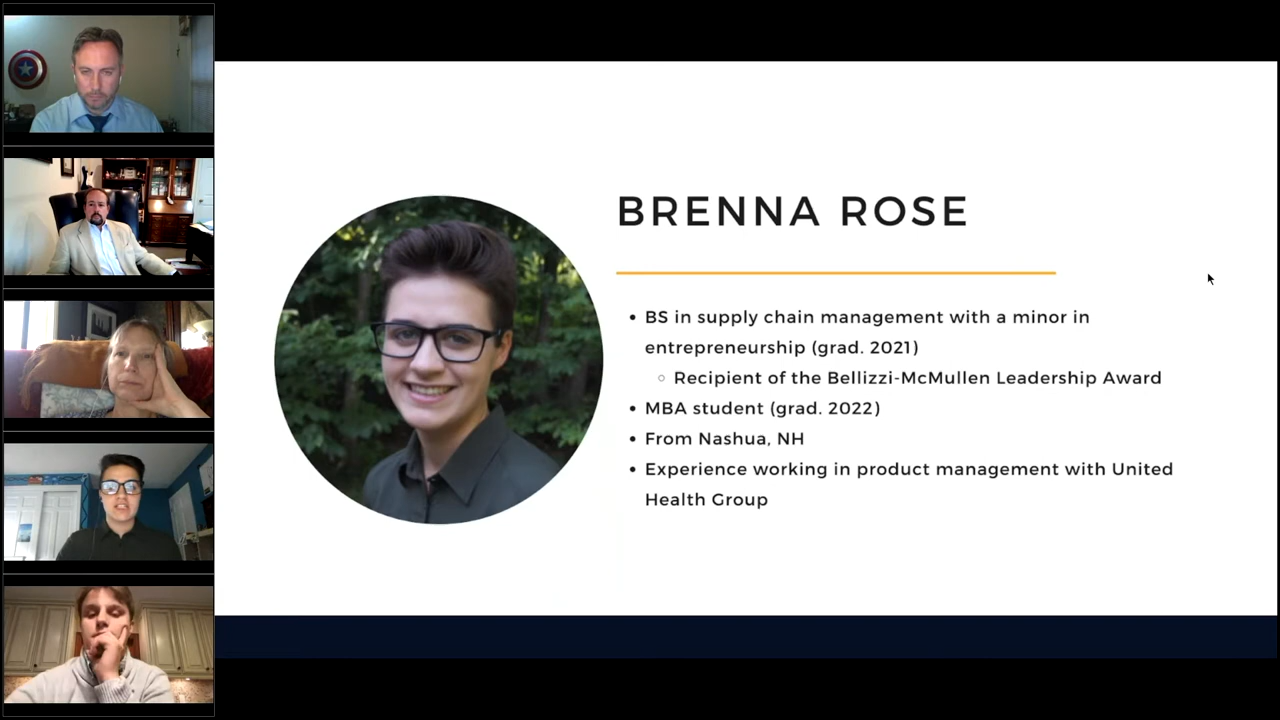 BRENNA ROSE
• BS in supply chain management with a minor in
entrepreneurship (grad. 2021)
○ Recipient of the Bellizzi-McMullen Leadership Award
• MBA student (grad. 2022)
• From Nashua, NH
• Experience working in product management with United
Health Group